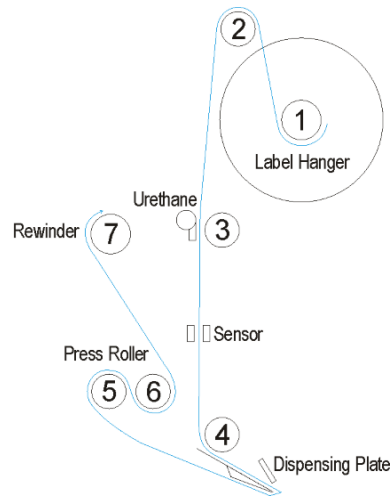 2
1
Label Hanger
Urethane
Rewinder
7
3
Sensor
Press Roller
5
6
4
Dispensing Plate